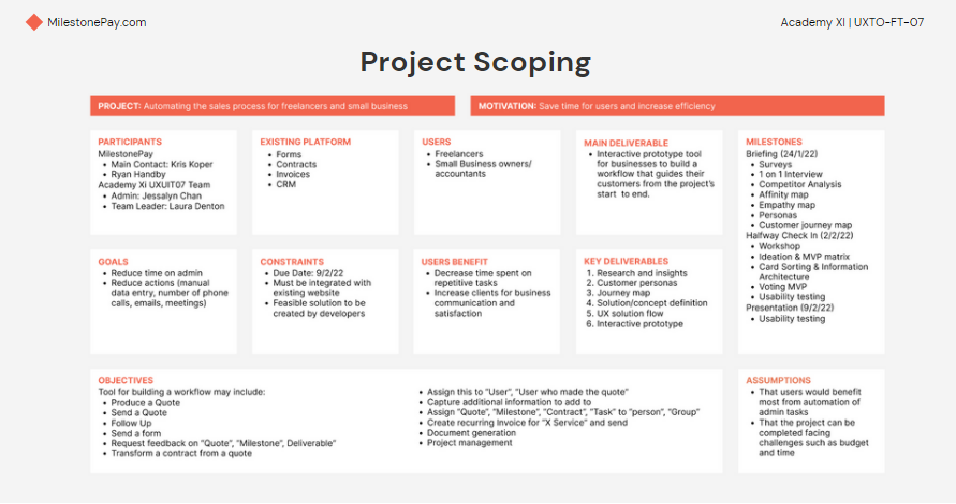 MilestonePay.com
Academy XI | UXTO-FT-07
Project Scoping
PROJECT: Automating the sales process for freelancers and small business
MOTIVATION: Save time for users and increase efficiency
PARTICIPANTS
MilestonePay
• Main Contact: Kris Koper
• Ryan Handby
Academy Xi UXUIT07 Team
• Admin: Jessalyn Chan
• Team Leader: Laura Denton
EXISTING PLATFORM
• Forms
• Contracts
• Invoices
• CRM
USERS
• Freelancers
• Small Business owners/
accountants
MAIN DELIVERABLE
• Interactive prototype tool
for businesses to build a
workflow that guides their
customers from the project's
start to end.
MILESTONES
Briefing (24/1/22)
• Surveys
• 1 on 1 Interview
• Competitor Analysis
• Affinity map
• Empathy map
• Personas
• Customer journey map
Halfway Check In (2/2/22)
• Workshop
• Ideation & MVP matrix
• Card Sorting & Information
Architecture
• Voting MVP
• Usability testing
Presentation (9/2/22)
• Usability testing
GOALS
• Reduce time on admin
• Reduce actions (manual
data entry, number of phone
calls, emails, meetings)
CONSTRAINTS
• Due Date: 9/2/22
• Must be integrated with
existing website
• Feasible solution to be
created by developers
USERS BENEFIT
• Decrease time spent on
repetitive tasks
• Increase clients for business
communication and
satisfaction
KEY DELIVERABLES
1. Research and insights
2. Customer personas
3. Journey map
4. Solution/concept definition
5. UX solution flow
6. Interactive prototype
OBJECTIVES
Tool for building a workflow may include:
• Produce a Quote
• Send a Quote
• Follow Up
• Send a form
• Request feedback on "Quote", "Milestone", Deliverable"
• Transform a contract from a quote
• Assign this to "User", "User who made the quote"
• Capture additional information to add to
• Assign "Quote", "Milestone", "Contract", "Task" to "person", "Group"
• Create recurring Invoice for "X Service" and send
• Document generation
• Project management
ASSUMPTIONS
• That users would benefit
most from automation of
admin tasks
• That the project can be
completed facing
challenges such as budget
and time